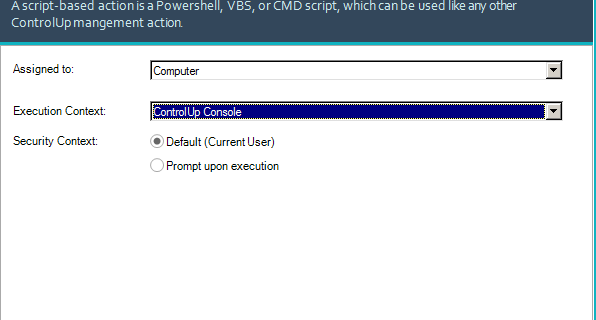 A script-based action is a Powershell, VBS, or CMD script, which can be used like any other
ControlUp mangement action.
Assigned to:
Computer
Execution Context:
ControlUp Console
Security Context:
Default (Current User)
Prompt upon execution